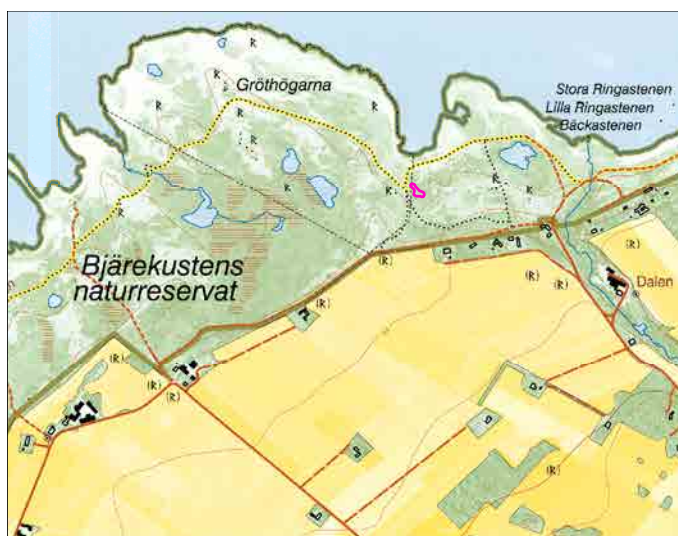 Gröthögarna
Stora Ringastenen
Lilla Ringastenen
Bäckastenen
Bjärekustens
naturreservat
Dalen
R
R
R
R
R
R
R
R
R
R
R
(R)
(R)
(R)
(R)
(R)
(R)
(R)
(R)
(R)
(R)